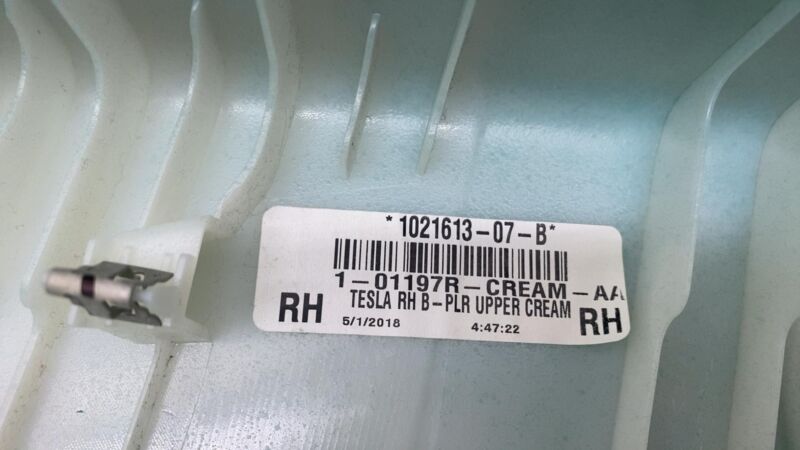 *1021613-07-B*
1-01197R-CREAM-AA
TESLA RH B-PLR UPPER CREAM
RH RH
5/1/2018 4:47:22